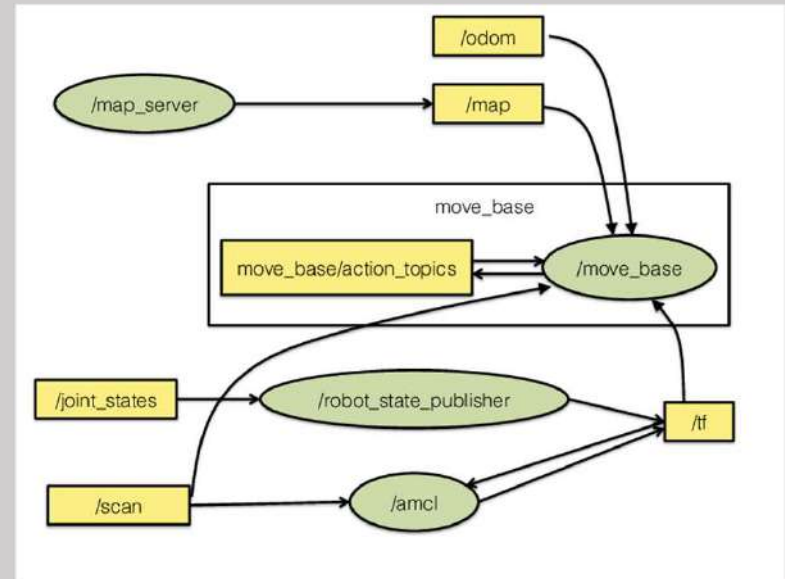 /odom
/map_server
/map
move_base
move_base/action_topics
/move_base
/joint_states
/robot_state_publisher
/tf
/scan
/amcl